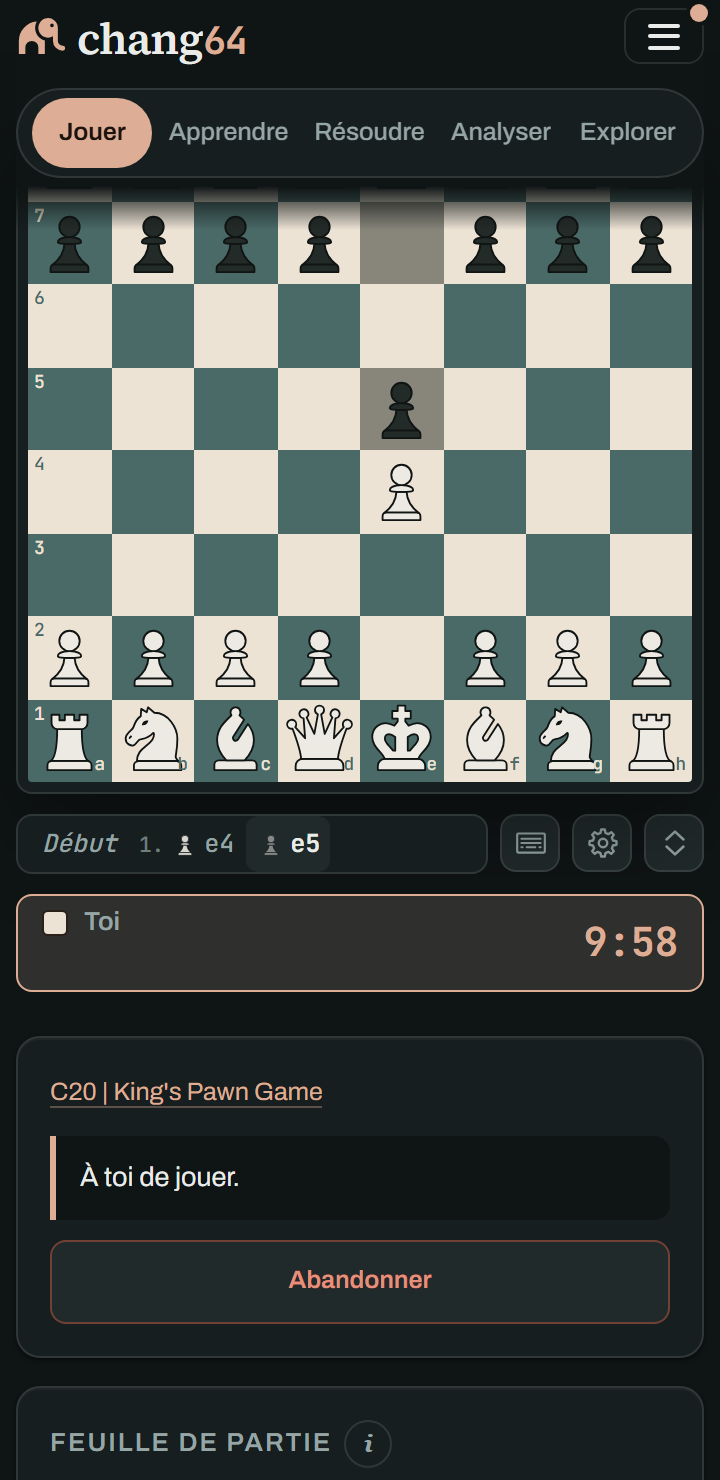 chang64
Jouer Apprendre Résoudre Analyser Explorer
7
6
5
4
3
2
1
a b c d e f g h
Début 1. e4 e5
Toi
9:58
C20 | King's Pawn Game
À toi de jouer.
Abandonner
FEUILLE DE PARTIE i